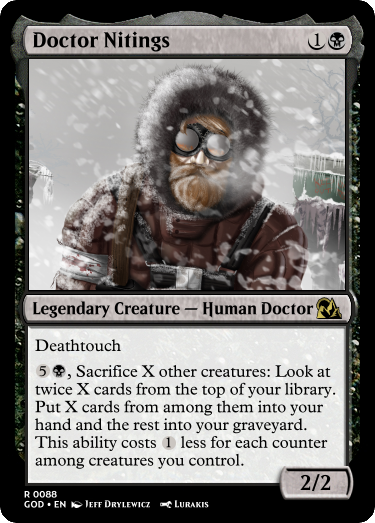 Doctor Nitings 1
Legendary Creature — Human Doctor
Deathtouch
5 , Sacrifice X other creatures: Look at
twice X cards from the top of your library.
Put X cards from among them into your
hand and the rest into your graveyard.
This ability costs 1 less for each counter
among creatures you control.
2/2
R 0088
GOD • EN Jeff Drylewicz Lurakis